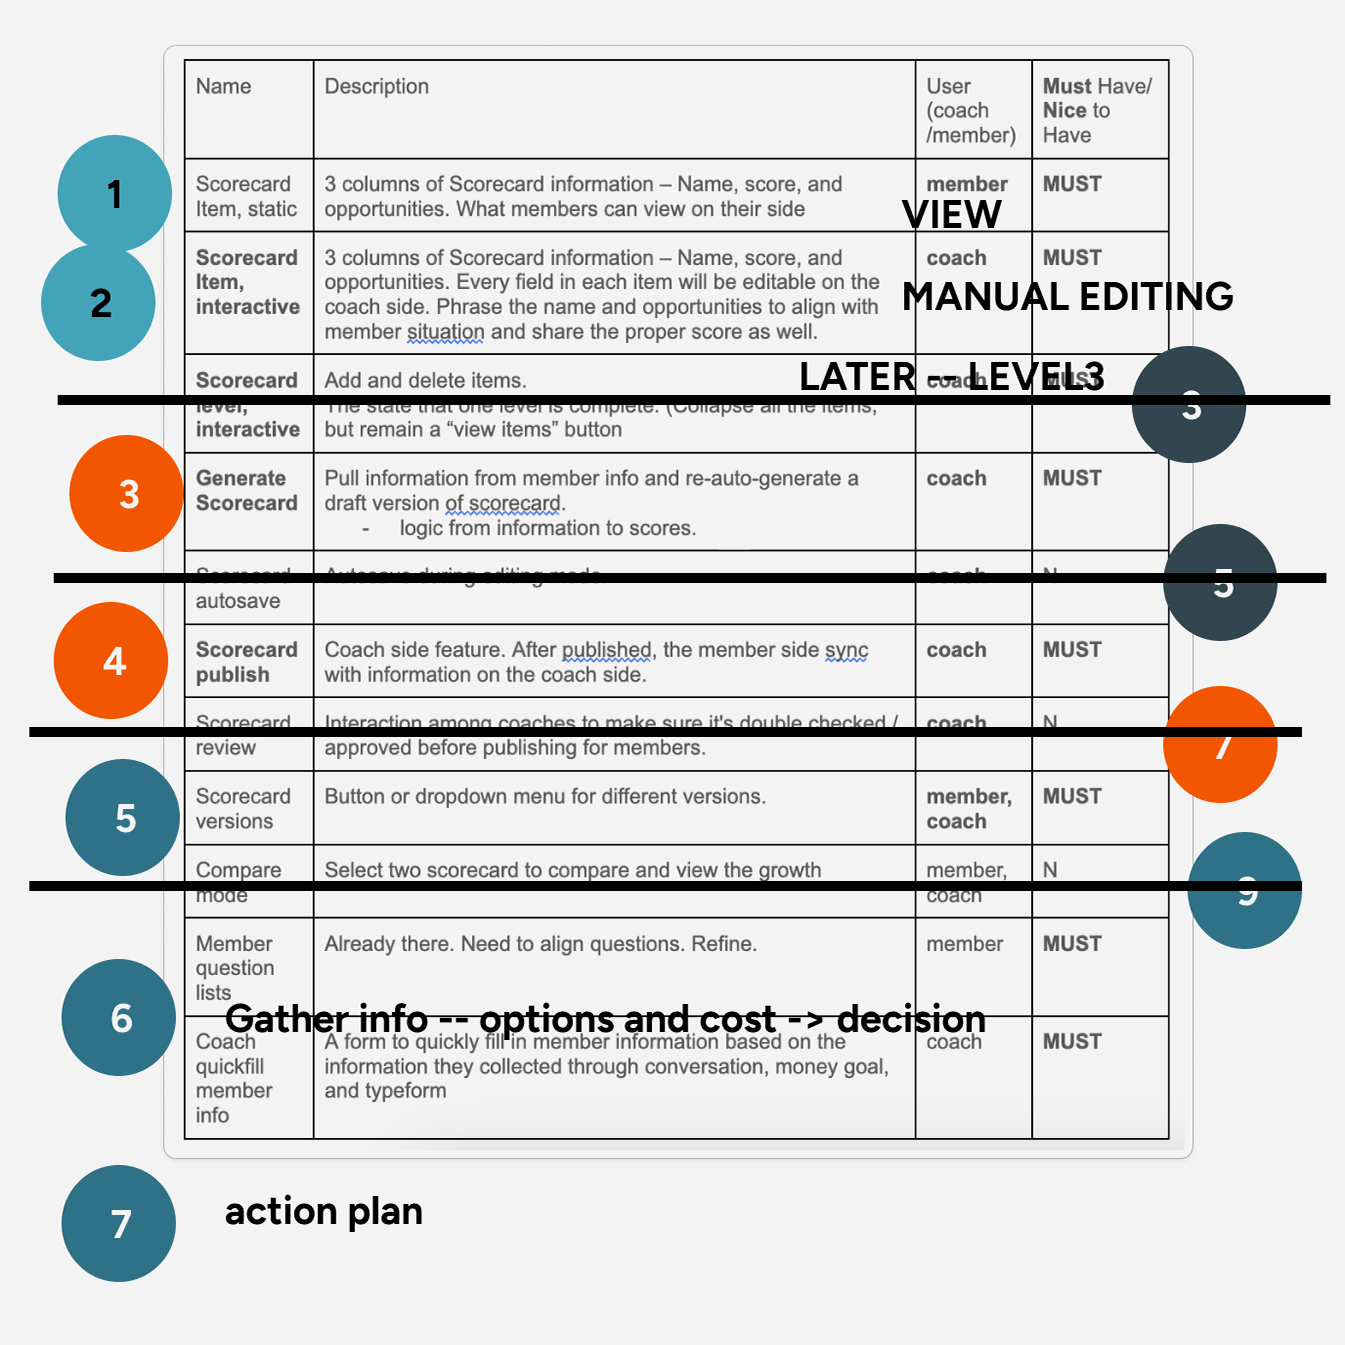 Name
Description
User
(coach
/member)
Must Have/
Nice to
Have
1
Scorecard
Item, static
3 columns of Scorecard information – Name, score, and
opportunities. What members can view on their side
member
MUST
VIEW
2
Scorecard
Item,
interactive
3 columns of Scorecard information – Name, score, and
opportunities. Every field in each item will be editable on the
coach side. Phrase the name and opportunities to align with
member situation and share the proper score as well.
coach
MUST
MANUAL EDITING
Scorecard
level,
interactive
Add and delete items.
The state that one level is complete. (Collapse all the items,
but remain a “view items” button
coach
MUST
LATER -- LEVEL3
3
3
Generate
Scorecard
Pull information from member info and re-auto-generate a
draft version of scorecard.
- logic from information to scores.
coach
MUST
Scorecard
autosave
Autosave during editing mode
coach
N
5
4
Scorecard
publish
Coach side feature. After published, the member side sync
with information on the coach side.
coach
MUST
Scorecard
review
Interaction among coaches to make sure it's double checked /
approved before publishing for members.
coach
N
7
5
Scorecard
versions
Button or dropdown menu for different versions.
member,
coach
MUST
Compare
mode
Select two scorecard to compare and view the growth
member,
coach
N
9
Member
question
lists
Already there. Need to align questions. Refine.
member
MUST
6
Gather info -- options and cost -> decision
Coach
quickfill
member
info
A form to quickly fill in member information based on the
information they collected through conversation, money goal,
and typeform
coach
MUST
7
action plan